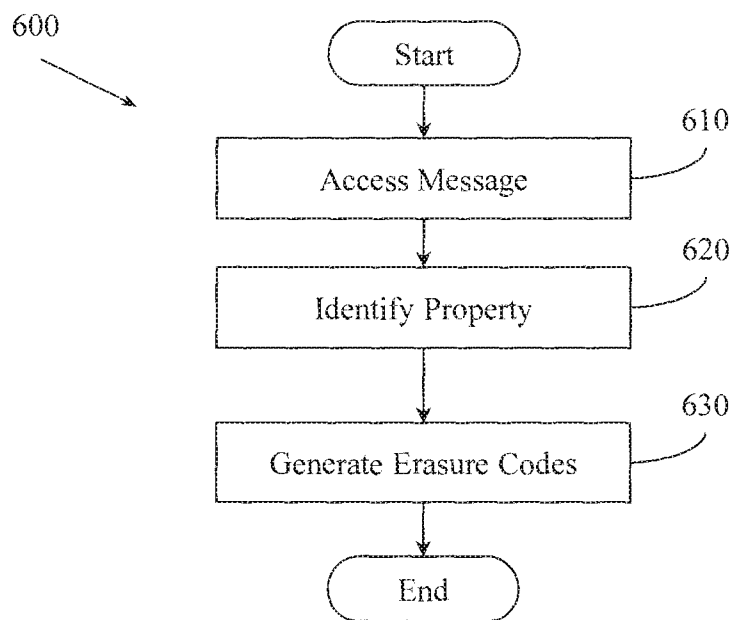 600
Start
610
Access Message
620
Identify Property
630
Generate Erasure Codes
End